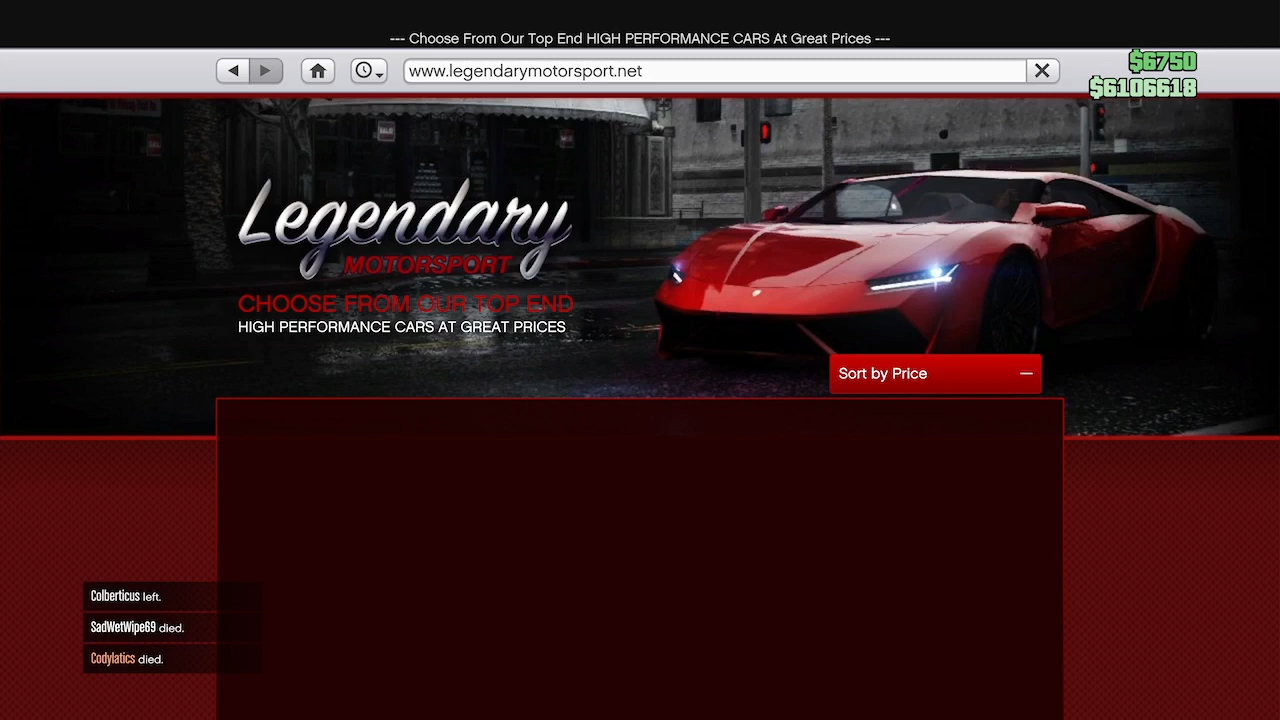 --- Choose From Our Top End HIGH PERFORMANCE CARS At Great Prices ---
www.legendarymotorsport.net
$6750
$6106618
SALE
Legendary
MOTORSPORT
CHOOSE FROM OUR TOP END
HIGH PERFORMANCE CARS AT GREAT PRICES
Sort by Price
Colberticus left.
SadWetWipe69 died.
Codylatics died.